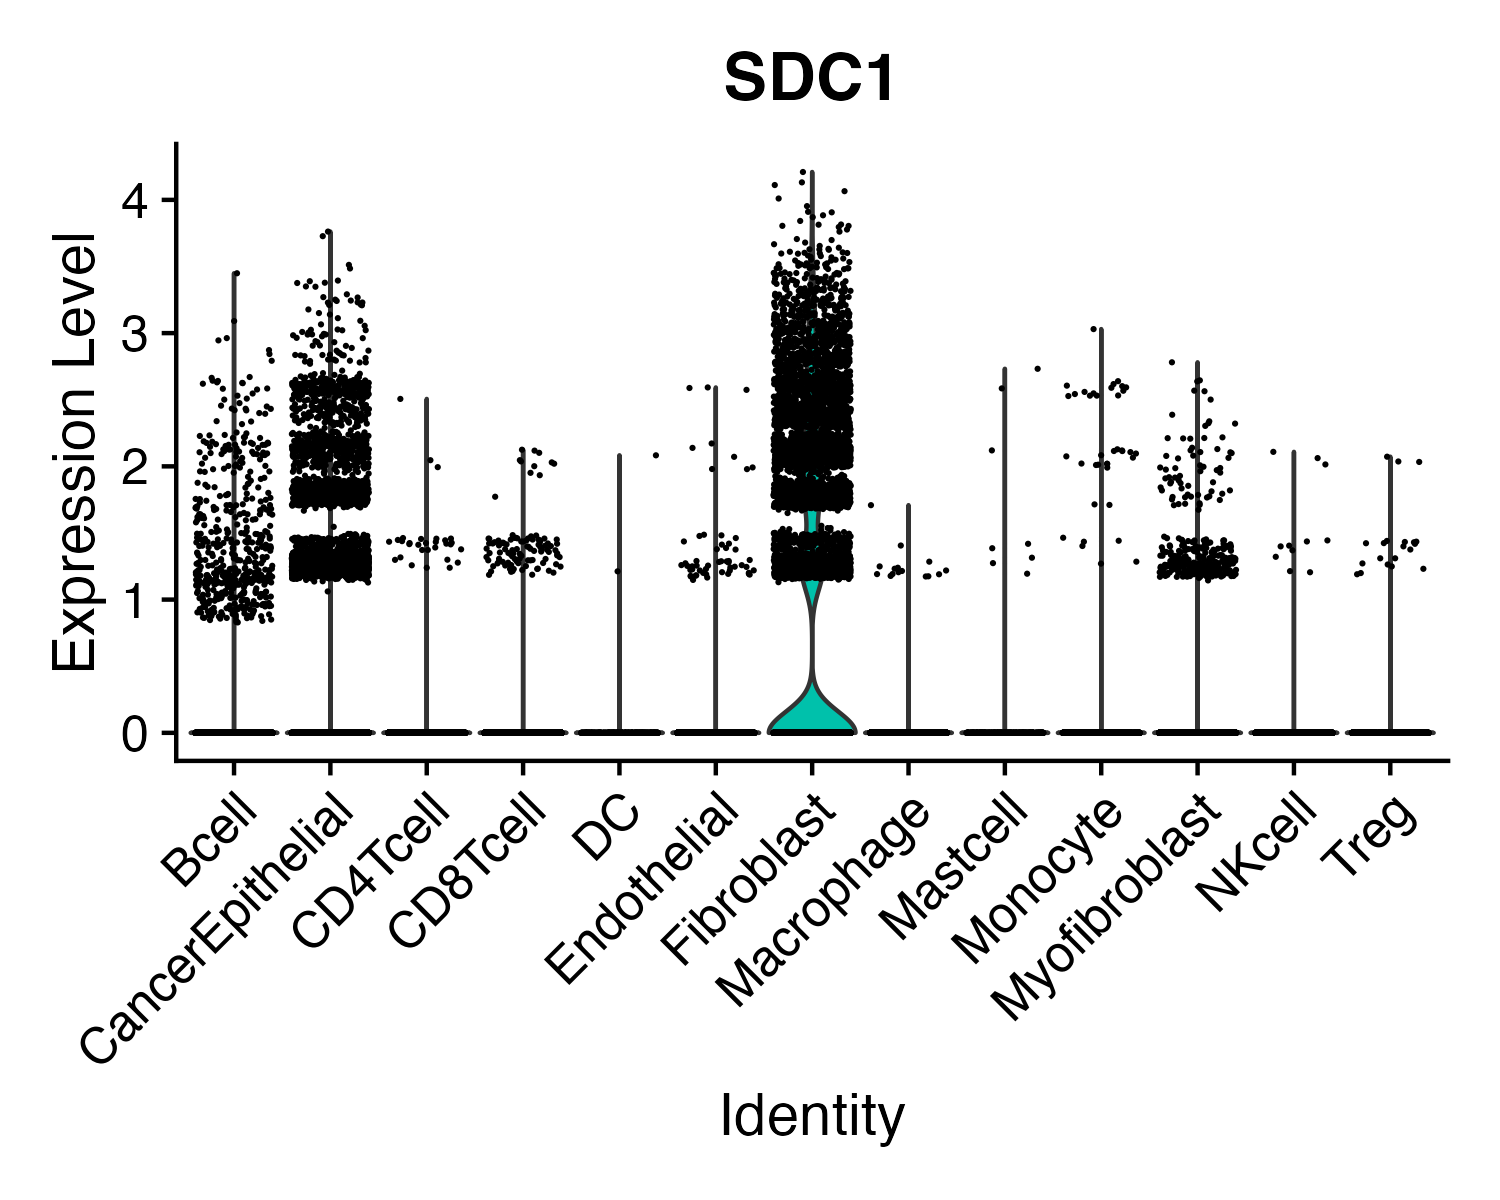 SDC1
Expression Level
4
3
2
1
0
Bcell
CancerEpithelial
CD4Tcell
CD8Tcell
DC
Endothelial
Fibroblast
Macrophage
Mastcell
Monocyte
Myofibroblast
NKcell
Treg
Identity